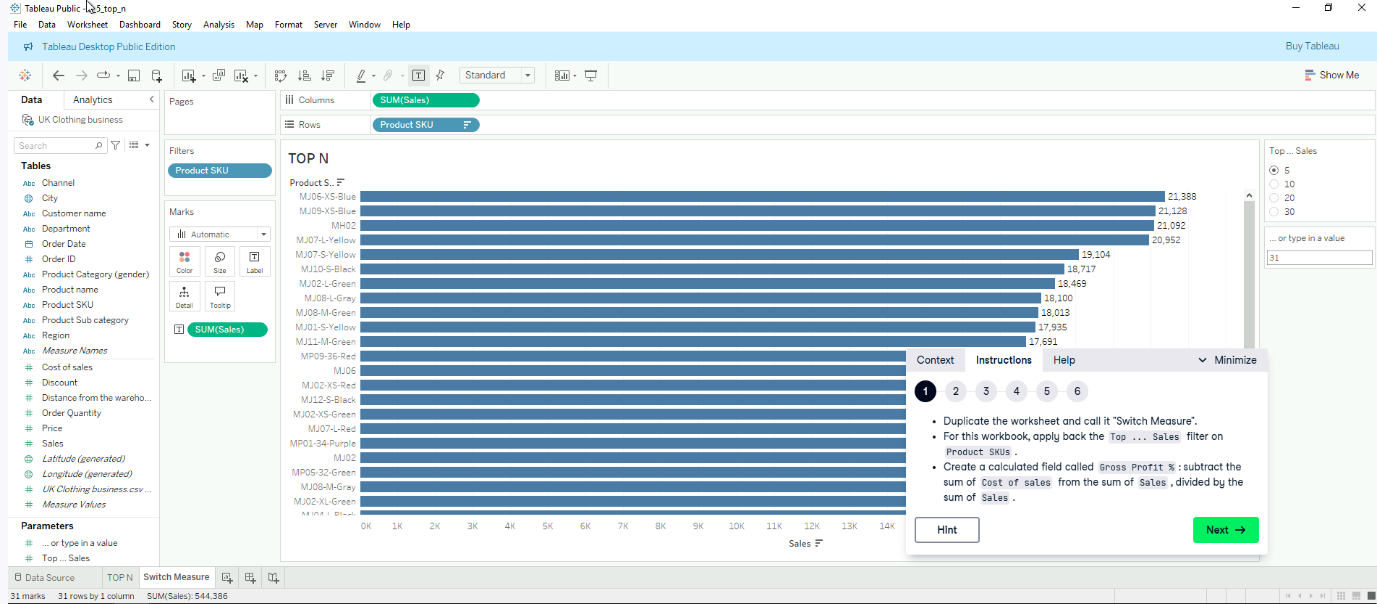 Tableau Public - 2_5_top_n
File Data Worksheet Dashboard Story Analysis Map Format Server Window Help
Tableau Desktop Public Edition
Buy Tableau
Standard
Show Me
Data Analytics
UK Clothing business
Search
Tables
Abc Channel
City
Abc Customer name
Abc Department
Order Date
# Order ID
Abc Product Category (gender)
Abc Product name
Abc Product SKU
Abc Product Sub category
Abc Region
Abc Measure Names
# Cost of sales
# Discount
# Distance from the wareho...
# Order Quantity
# Price
# Sales
Latitude (generated)
Longitude (generated)
# UK Clothing business.csv ...
# Measure Values
Parameters
# ... or type in a value
# Top ... Sales
Pages
Filters
Product SKU
Marks
Automatic
Color Size Label
Detail Tooltip
SUM(Sales)
Columns SUM(Sales)
Rows Product SKU
TOP N
Product S..
MJ06-XS-Blue 21,388
MJ09-XS-Blue 21,128
MH02 21,092
MJ07-L-Yellow 20,952
MJ07-S-Yellow 19,104
MJ10-S-Black 18,717
MJ02-L-Green 18,469
MJ08-L-Gray 18,100
MJ08-M-Green 18,013
MJ01-S-Yellow 17,935
MJ11-M-Green 17,691
MP09-36-Red
MJ06
MJ02-XS-Red
MJ12-S-Black
MJ02-XS-Green
MJ07-L-Red
MP01-34-Purple
MJ02
MP05-32-Green
MJ08-M-Gray
MJ02-XL-Green
MJ04-L-Black
0K 1K 2K 3K 4K 5K 6K 7K 8K 9K 10K 11K 12K 13K 14K
Sales
Top ... Sales
5
10
20
30
... or type in a value
31
Context Instructions Help Minimize
1 2 3 4 5 6
• Duplicate the worksheet and call it "Switch Measure".
• For this workbook, apply back the Top ... Sales filter on
Product SKUs .
• Create a calculated field called Gross Profit % : subtract the
sum of Cost of sales from the sum of Sales , divided by the
sum of Sales .
Hint
Next →
Data Source TOP N Switch Measure
31 marks 31 rows by 1 column SUM(Sales): 544,386